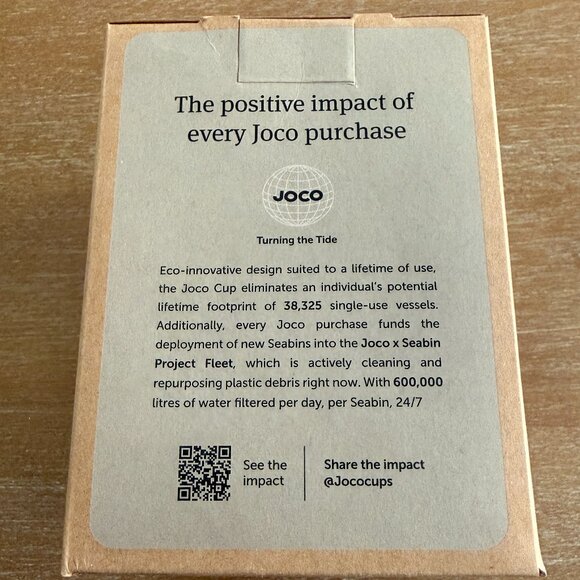 The positive impact of
every Joco purchase
JOCO
Turning the Tide
Eco-innovative design suited to a lifetime of use,
the Joco Cup eliminates an individual's potential
lifetime footprint of 38,325 single-use vessels.
Additionally, every Joco purchase funds the
deployment of new Seabins into the Joco x Seabin
Project Fleet, which is actively cleaning and
repurposing plastic debris right now. With 600,000
litres of water filtered per day, per Seabin, 24/7
See the
impact
Share the impact
@Jococups